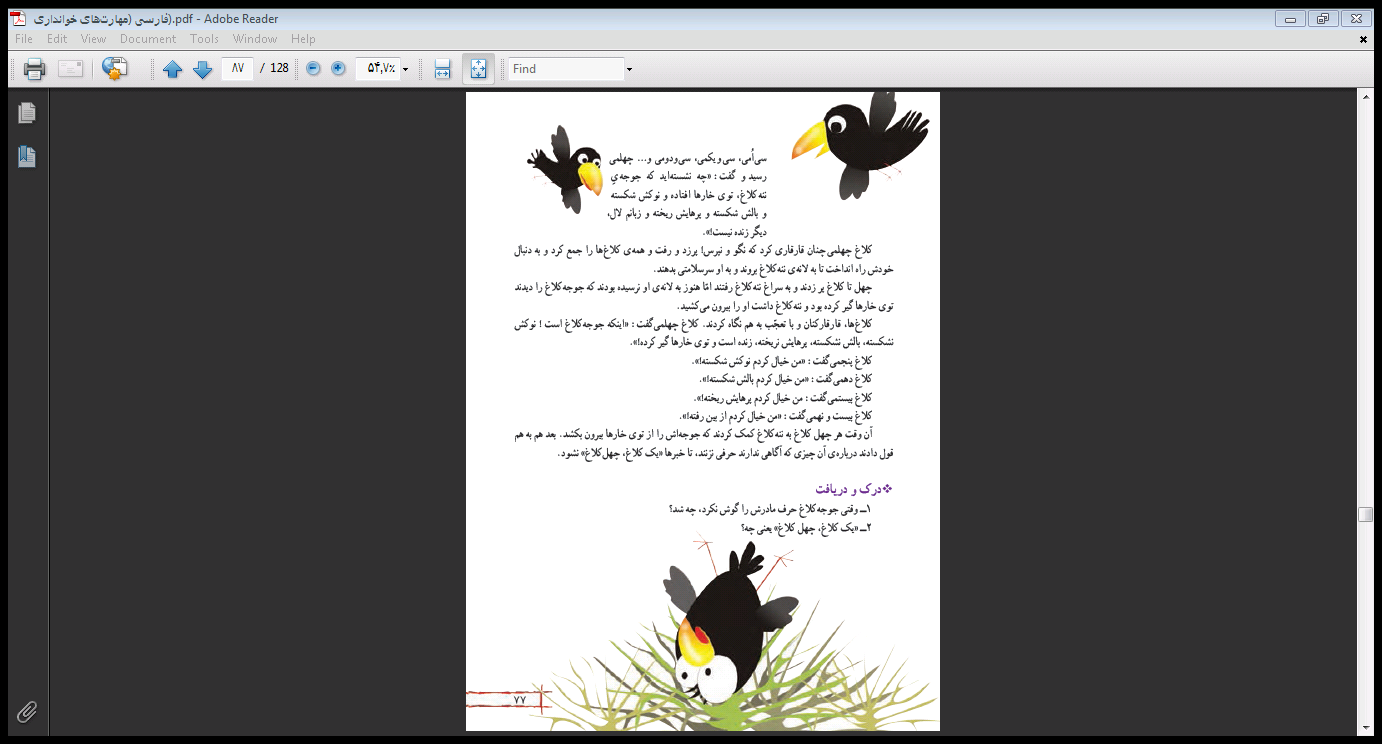 فارسی (مهارت‌های خوانداری).pdf - Adobe Reader
File Edit View Document Tools Window Help
۸۷ / 128 ۵۴٫۷% Find
سی‌اُمی، سی‌ویکمی، سی‌ودومی و... چهلمی
رسید و گفت : «چه نشسته‌اید که جوجه‌یِ
ننه‌کلاغ، توی خارها افتاده و نوکش شکسته
و بالش شکسته و پرهایش ریخته و زبانم لال،
دیگر زنده نیست!».
کلاغ چهلمی‌چنان قارقاری کرد که نگو و نپرس! پرزد و رفت و همه‌ی کلاغ‌ها را جمع کرد و به دنبال
خودش راه انداخت تا به لانه‌ی ننه‌کلاغ بروند و به او سرسلامتی بدهند.
چهل تا کلاغ پر زدند و به سراغ ننه‌کلاغ رفتند امّا هنوز به لانه‌ی او نرسیده بودند که جوجه‌کلاغ را دیدند
توی خارها گیر کرده بود و ننه‌کلاغ داشت او را بیرون می‌کشید.
کلاغ‌ها، قارقارکنان و با تعجّب به هم نگاه کردند. کلاغ چهلمی‌گفت : «اینکه جوجه‌کلاغ است ! نوکش
نشکسته، بالش نشکسته، پرهایش نریخته، زنده است و توی خارها گیر کرده!».
کلاغ پنجمی‌گفت : «من خیال کردم نوکش شکسته!».
کلاغ دهمی‌گفت : «من خیال کردم بالش شکسته!».
کلاغ بیستمی‌گفت : من خیال کردم پرهایش ریخته!».
کلاغ بیست و نهمی‌گفت : «من خیال کردم از بین رفته!».
آن وقت هر چهل کلاغ به ننه‌کلاغ کمک کردند که جوجه‌اش را از توی خارها بیرون بکشد. بعد هم به هم
قول دادند درباره‌ی آن چیزی که آگاهی ندارند حرفی نزنند، تا خبرها «یک کلاغ، چهل‌کلاغ» نشود.
❖درک و دریافت
۱ــ وقتی جوجه‌کلاغ حرف مادرش را گوش نکرد، چه شد؟
۲ــ «یک کلاغ، چهل کلاغ» یعنی چه؟
۷۷